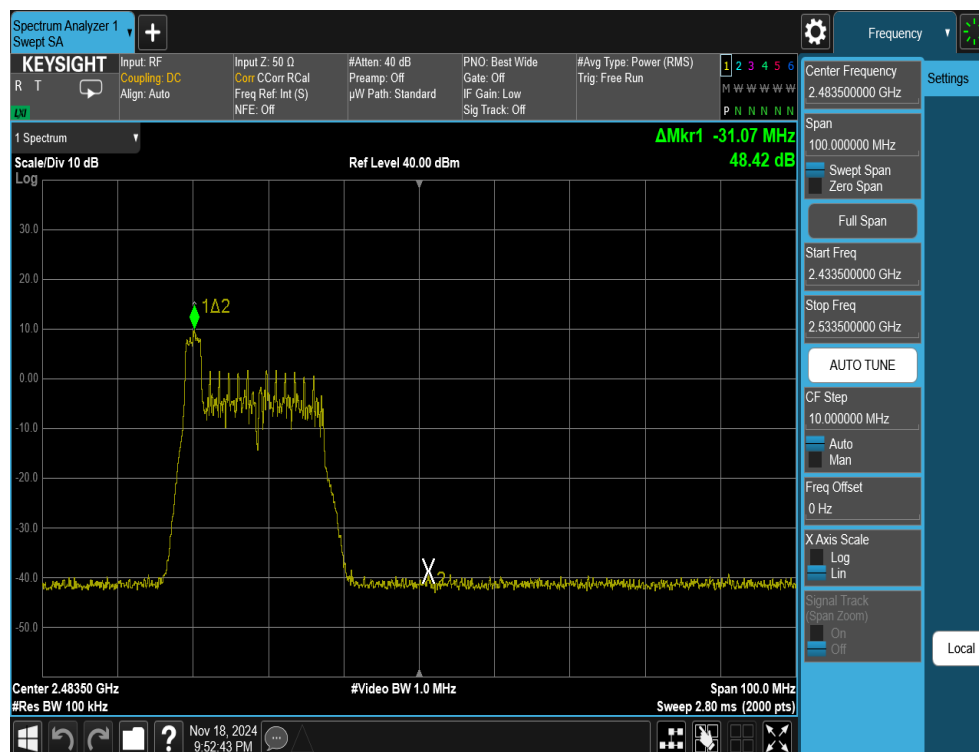 Spectrum Analyzer 1
Swept SA
Frequency
KEYSIGHT
R T
LXI
Input: RF
Coupling: DC
Align: Auto
Input Z: 50 Ω
Corr CCorr RCal
Freq Ref: Int (S)
NFE: Off
#Atten: 40 dB
Preamp: Off
µW Path: Standard
PNO: Best Wide
Gate: Off
IF Gain: Low
Sig Track: Off
#Avg Type: Power (RMS)
Trig: Free Run
1 2 3 4 5 6
M W W W W W
P N N N N N
1 Spectrum
Scale/Div 10 dB
Log
Ref Level 40.00 dBm
ΔMkr1 -31.07 MHz
48.42 dB
30.0
20.0
10.0
0.00
-10.0
-20.0
-30.0
-40.0
-50.0
1Δ2
X2
Center 2.48350 GHz
#Res BW 100 kHz
#Video BW 1.0 MHz
Span 100.0 MHz
Sweep 2.80 ms (2000 pts)
Center Frequency
2.483500000 GHz
Settings
Span
100.000000 MHz
Swept Span
Zero Span
Full Span
Start Freq
2.433500000 GHz
Stop Freq
2.533500000 GHz
AUTO TUNE
CF Step
10.000000 MHz
Auto
Man
Freq Offset
0 Hz
X Axis Scale
Log
Lin
Signal Track
(Span Zoom)
On
Off
Local
Nov 18, 2024
9:52:43 PM